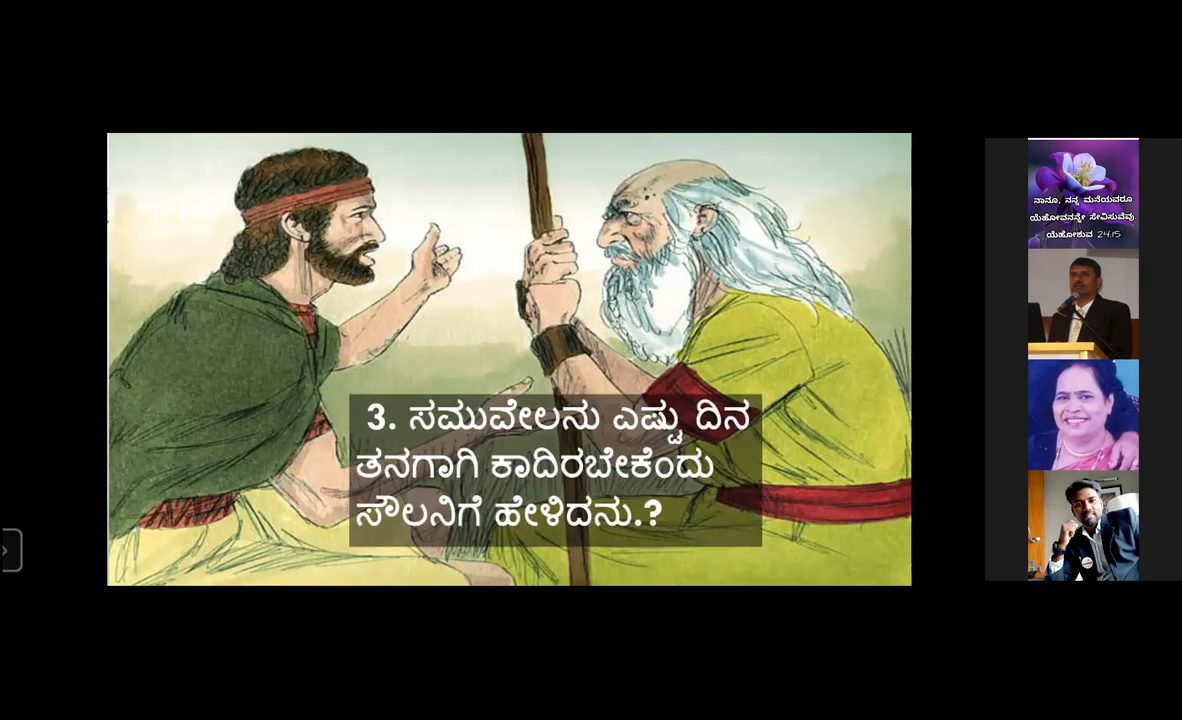 3. ಸಮುವೇಲನು ಎಷ್ಟು ದಿನ
ತನಗಾಗಿ ಕಾದಿರಬೇಕೆಂದು
ಸೌಲನಿಗೆ ಹೇಳಿದನು.?
ನಾನೂ, ನನ್ನ ಮನೆಯವರೂ
ಯೆಹೋವನನ್ನೇ ಸೇವಿಸುವೆವು.
ಯೆಹೋಶುವ 24:15